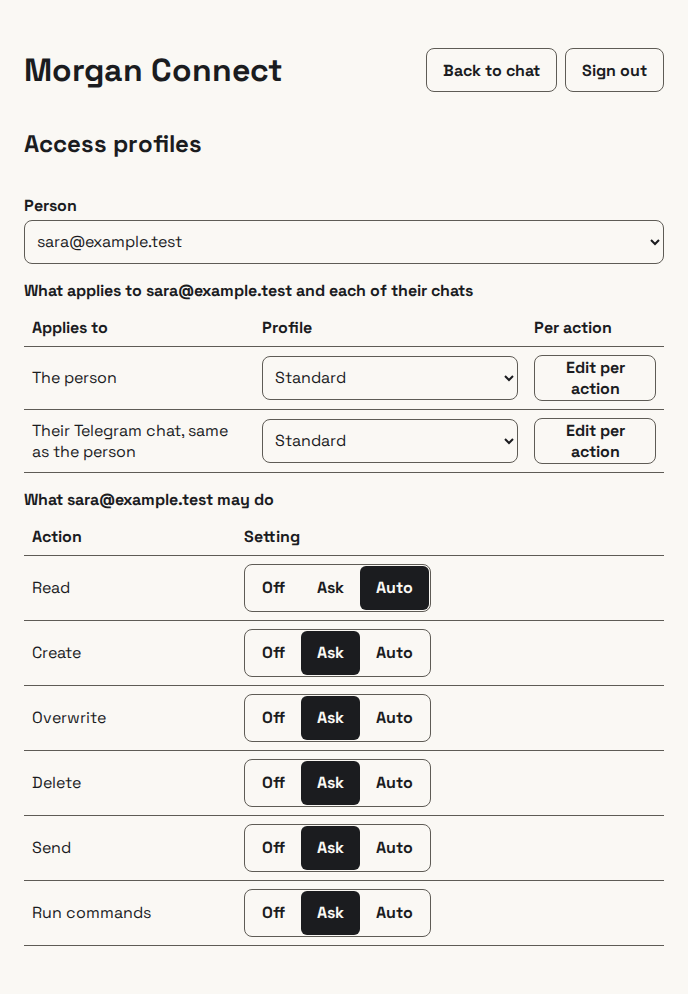 Morgan Connect
Back to chat
Sign out
Access profiles
Person
sara@example.test
What applies to sara@example.test and each of their chats
Applies to
Profile
Per action
The person
Standard
Edit per
action
Their Telegram chat, same
as the person
Standard
Edit per
action
What sara@example.test may do
Action
Setting
Read
Off
Ask
Auto
Create
Off
Ask
Auto
Overwrite
Off
Ask
Auto
Delete
Off
Ask
Auto
Send
Off
Ask
Auto
Run commands
Off
Ask
Auto